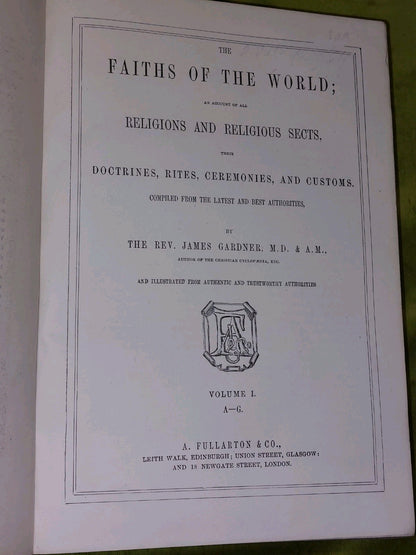 THE
FAITHS OF THE WORLD;
AN ACCOUNT OF ALL
RELIGIONS AND RELIGIOUS SECTS,
THEIR
DOCTRINES, RITES, CEREMONIES, AND CUSTOMS.
COMPILED FROM THE LATEST AND BEST AUTHORITIES,
BY
THE REV. JAMES GARDNER, M.D. & A.M.,
AUTHOR OF THE CHRISTIAN CYCLOPÆDIA, ETC.
AND ILLUSTRATED FROM AUTHENTIC AND TRUSTWORTHY AUTHORITIES
VOLUME I.
A—G.
A. FULLARTON & CO.,
LEITH WALK, EDINBURGH; UNION STREET, GLASGOW:
AND 18 NEWGATE STREET, LONDON.